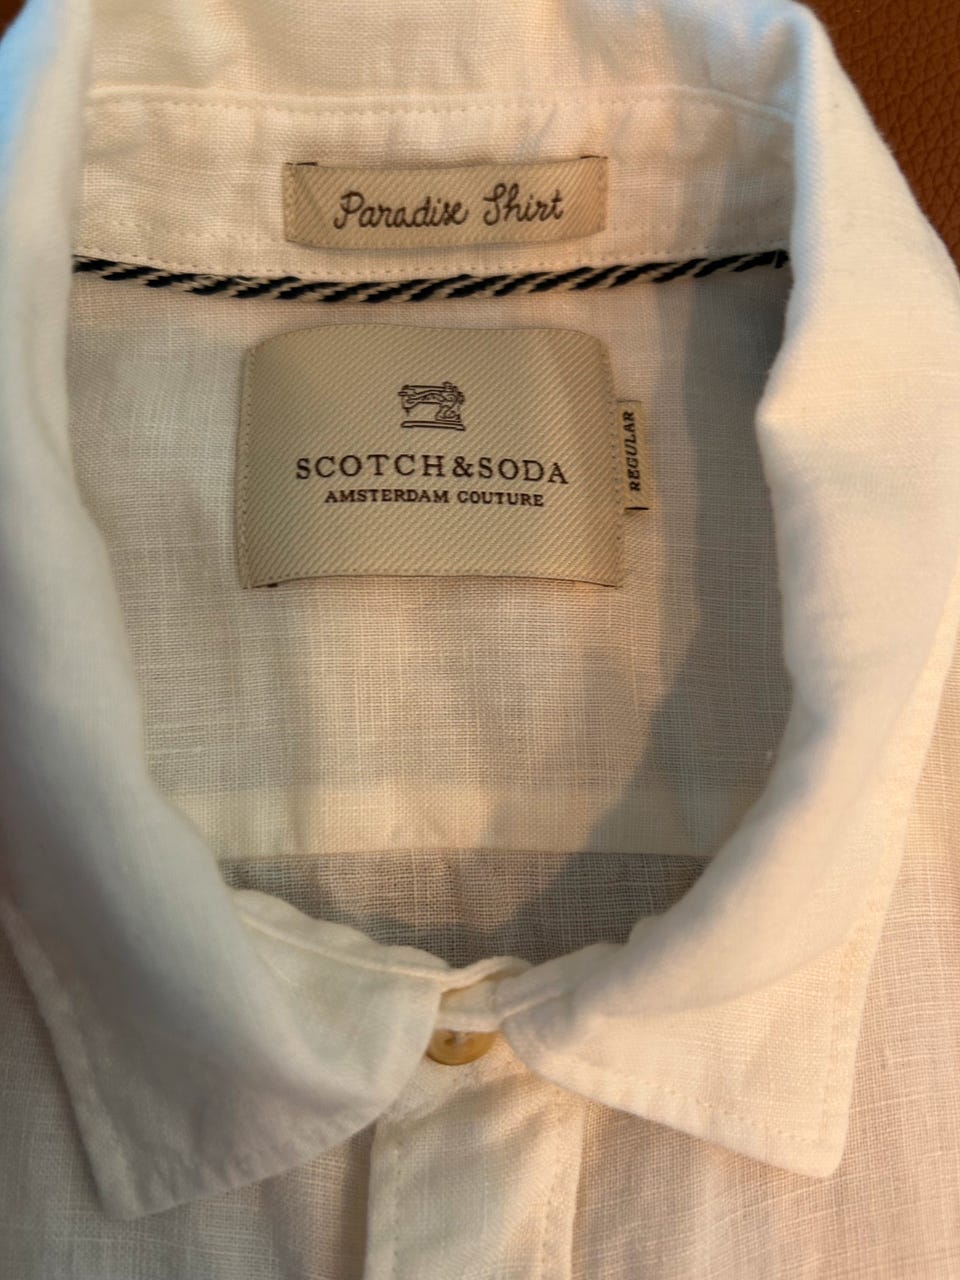 Paradise Shirt
SCOTCH & SODA
AMSTERDAM COUTURE
REGULAR